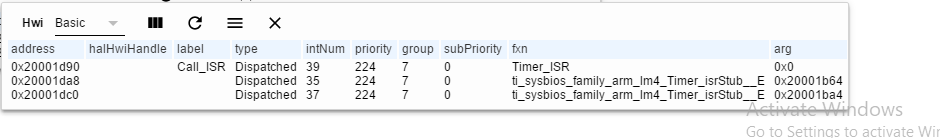 Hwi Basic
address halHwiHandle label type intNum priority group subPriority fxn arg
0x20001d90 Call_ISR Dispatched 39 224 7 0 Timer_ISR 0x0
0x20001da8 Dispatched 35 224 7 0 ti_sysbios_family_arm_lm4_Timer_isrStub__E 0x20001b64
0x20001dc0 Dispatched 37 224 7 0 ti_sysbios_family_arm_lm4_Timer_isrStub__E 0x20001ba4
Activate Windows
Go to Settings to activate Wir